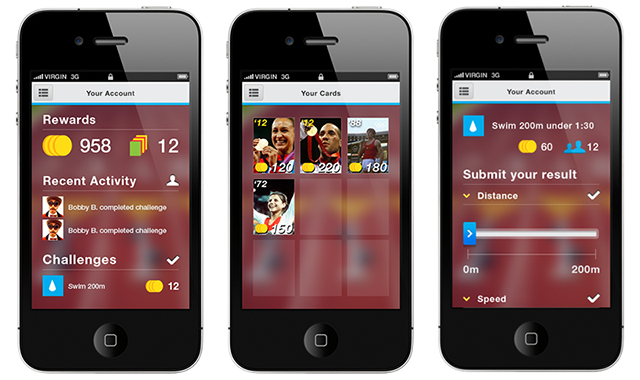 VIRGIN 3G
Your Account
Rewards
958
12
Recent Activity
Bobby B. completed challenge
Bobby B. completed challenge
Challenges
Swim 200m
12
VIRGIN 3G
Your Cards
'12
120
'12
220
'88
180
'72
150
VIRGIN 3G
Your Account
Swim 200m under 1:30
60
12
Submit your result
Distance
0m
200m
Speed